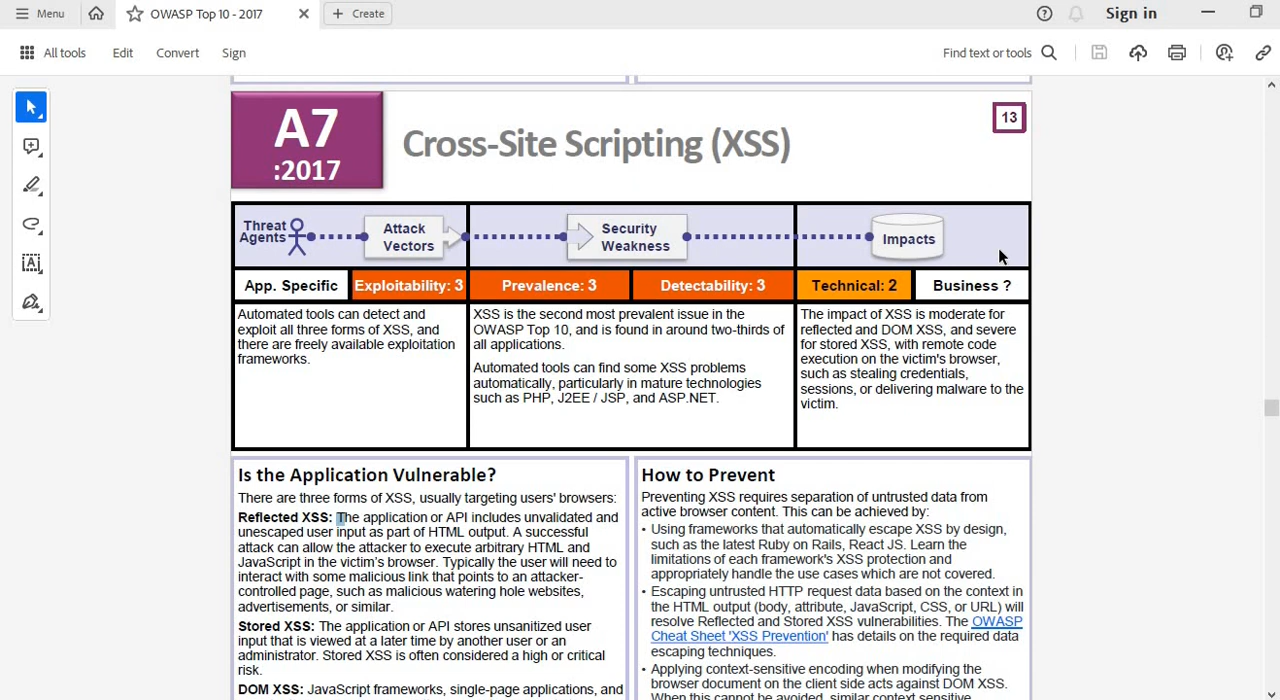 Menu
OWASP Top 10 - 2017
Create
Sign in
All tools
Edit
Convert
Sign
Find text or tools
A7
:2017
Cross-Site Scripting (XSS)
13
Threat
Agents
Attack
Vectors
Security
Weakness
Impacts
App. Specific
Exploitability: 3
Prevalence: 3
Detectability: 3
Technical: 2
Business ?
Automated tools can detect and
exploit all three forms of XSS, and
there are freely available exploitation
frameworks.
XSS is the second most prevalent issue in the
OWASP Top 10, and is found in around two-thirds of
all applications.
Automated tools can find some XSS problems
automatically, particularly in mature technologies
such as PHP, J2EE / JSP, and ASP.NET.
The impact of XSS is moderate for
reflected and DOM XSS, and severe
for stored XSS, with remote code
execution on the victim's browser,
such as stealing credentials,
sessions, or delivering malware to the
victim.
Is the Application Vulnerable?
There are three forms of XSS, usually targeting users' browsers:
Reflected XSS: The application or API includes unvalidated and
unescaped user input as part of HTML output. A successful
attack can allow the attacker to execute arbitrary HTML and
JavaScript in the victim's browser. Typically the user will need to
interact with some malicious link that points to an attacker-
controlled page, such as malicious watering hole websites,
advertisements, or similar.
Stored XSS: The application or API stores unsanitized user
input that is viewed at a later time by another user or an
administrator. Stored XSS is often considered a high or critical
risk.
DOM XSS: JavaScript frameworks, single-page applications, and
How to Prevent
Preventing XSS requires separation of untrusted data from
active browser content. This can be achieved by:
• Using frameworks that automatically escape XSS by design,
such as the latest Ruby on Rails, React JS. Learn the
limitations of each framework's XSS protection and
appropriately handle the use cases which are not covered.
• Escaping untrusted HTTP request data based on the context in
the HTML output (body, attribute, JavaScript, CSS, or URL) will
resolve Reflected and Stored XSS vulnerabilities. The OWASP
Cheat Sheet 'XSS Prevention' has details on the required data
escaping techniques.
• Applying context-sensitive encoding when modifying the
browser document on the client side acts against DOM XSS.
When this cannot be avoided, similar context sensitive